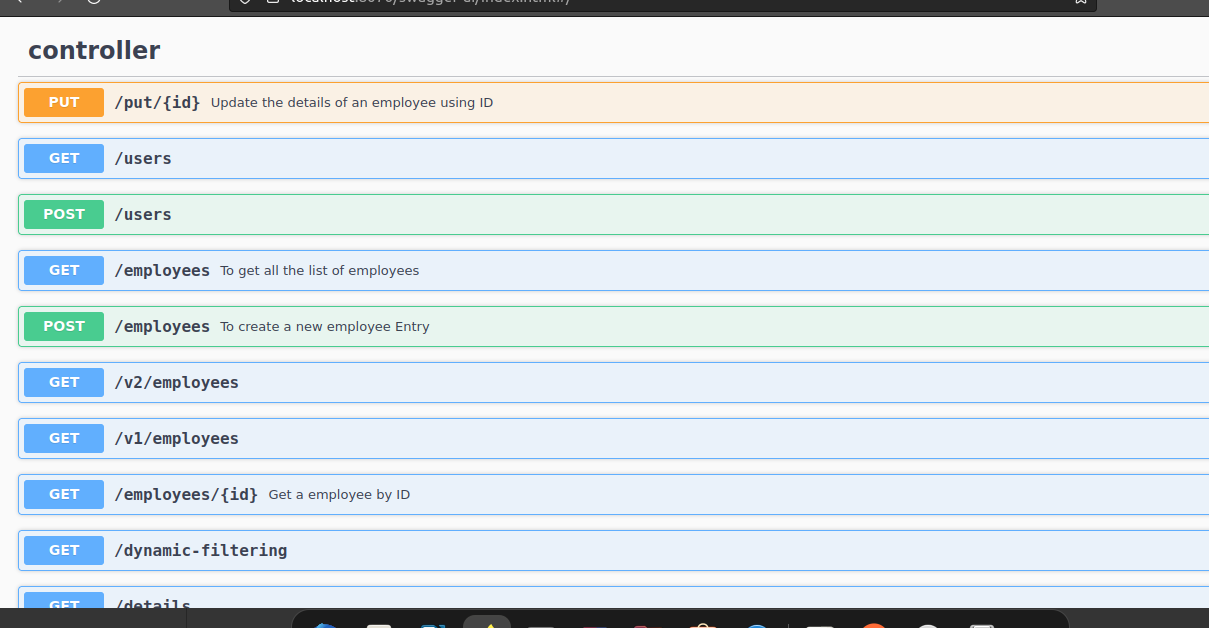 controller
PUT /put/{id} Update the details of an employee using ID
GET /users
POST /users
GET /employees To get all the list of employees
POST /employees To create a new employee Entry
GET /v2/employees
GET /v1/employees
GET /employees/{id} Get a employee by ID
GET /dynamic-filtering
GET /details